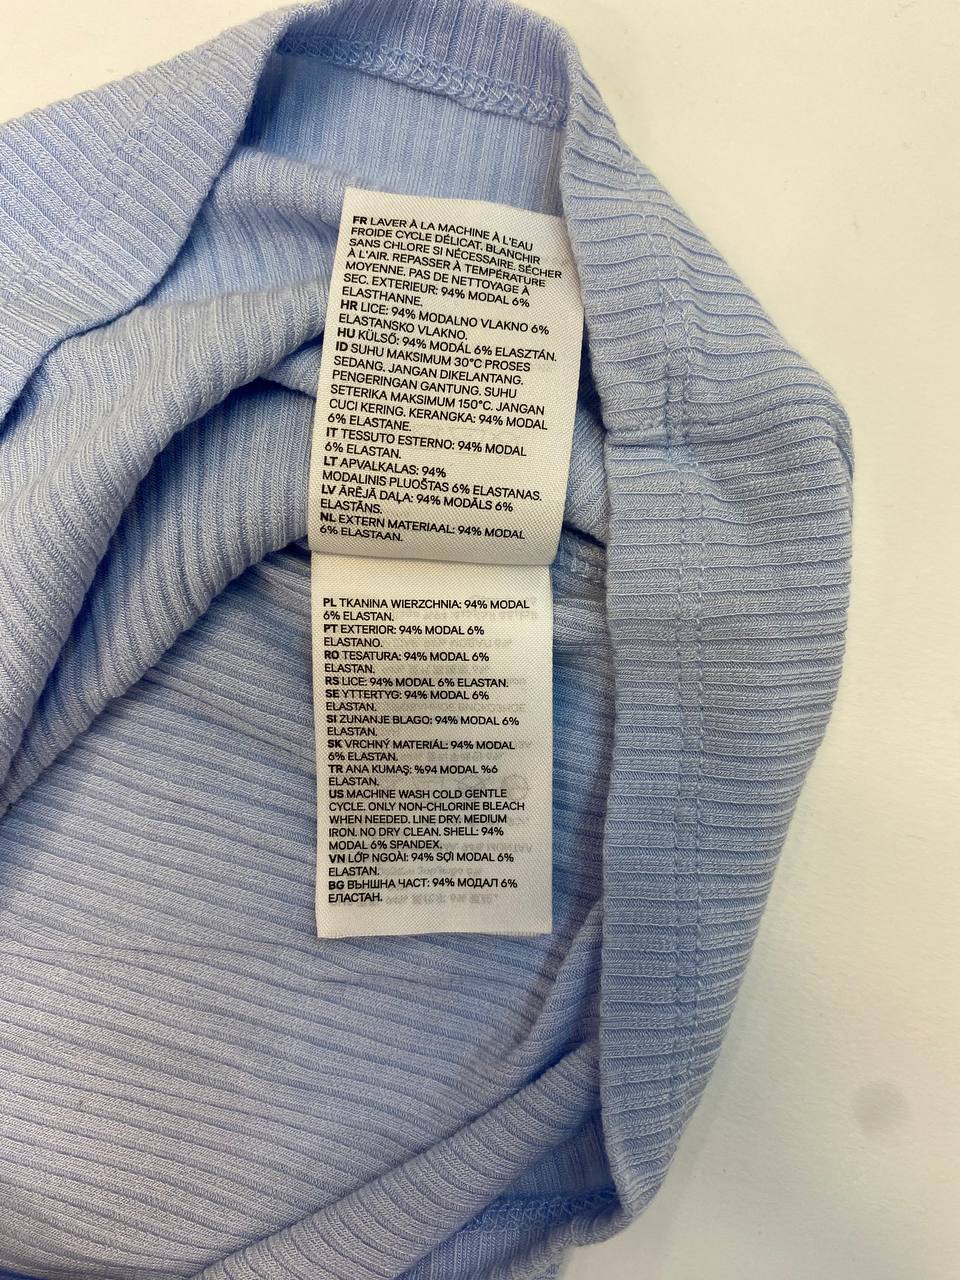 FR LAVER À LA MACHINE À L'EAU
FROIDE CYCLE DÉLICAT. BLANCHIR
SANS CHLORE SI NÉCESSAIRE. SÉCHER
À L'AIR. REPASSER À TEMPÉRATURE
MOYENNE. PAS DE NETTOYAGE À
SEC. EXTERIEUR: 94% MODAL 6%
ELASTHANNE.
HR LICE: 94% MODALNO VLAKNO 6%
ELASTANSKO VLAKNO.
HU KÜLSŐ: 94% MODÁL 6% ELASZTÁN.
ID SUHU MAKSIMUM 30°C PROSES
SEDANG. JANGAN DIKELANTANG.
PENGERINGAN GANTUNG. SUHU
SETERIKA MAKSIMUM 150°C. JANGAN
CUCI KERING. KERANGKA: 94% MODAL
6% ELASTANE.
IT TESSUTO ESTERNO: 94% MODAL
6% ELASTAN.
LT APVALKALAS: 94%
MODALINIS PLUOŠTAS 6% ELASTANAS.
LV ĀRĒJĀ DAĻA: 94% MODĀLS 6%
ELASTĀNS.
NL EXTERN MATERIAAL: 94% MODAL
6% ELASTAAN.
PL TKANINA WIERZCHNIA: 94% MODAL
6% ELASTAN.
PT EXTERIOR: 94% MODAL 6%
ELASTANO.
RO TESATURA: 94% MODAL 6%
ELASTAN.
RS LICE: 94% MODAL 6% ELASTAN.
SE YTTERTYG: 94% MODAL 6%
ELASTAN.
SI ZUNANJE BLAGO: 94% MODAL 6%
ELASTAN.
SK VRCHNÝ MATERIÁL: 94% MODAL
6% ELASTAN.
TR ANA KUMAŞ: %94 MODAL %6
ELASTAN.
US MACHINE WASH COLD GENTLE
CYCLE. ONLY NON-CHLORINE BLEACH
WHEN NEEDED. LINE DRY. MEDIUM
IRON. NO DRY CLEAN. SHELL: 94%
MODAL 6% SPANDEX.
VN LỚP NGOÀI: 94% SỢI MODAL 6%
ELASTAN.
BG ВЪНШНА ЧАСТ: 94% МОДАЛ 6%
ЕЛАСТАН.